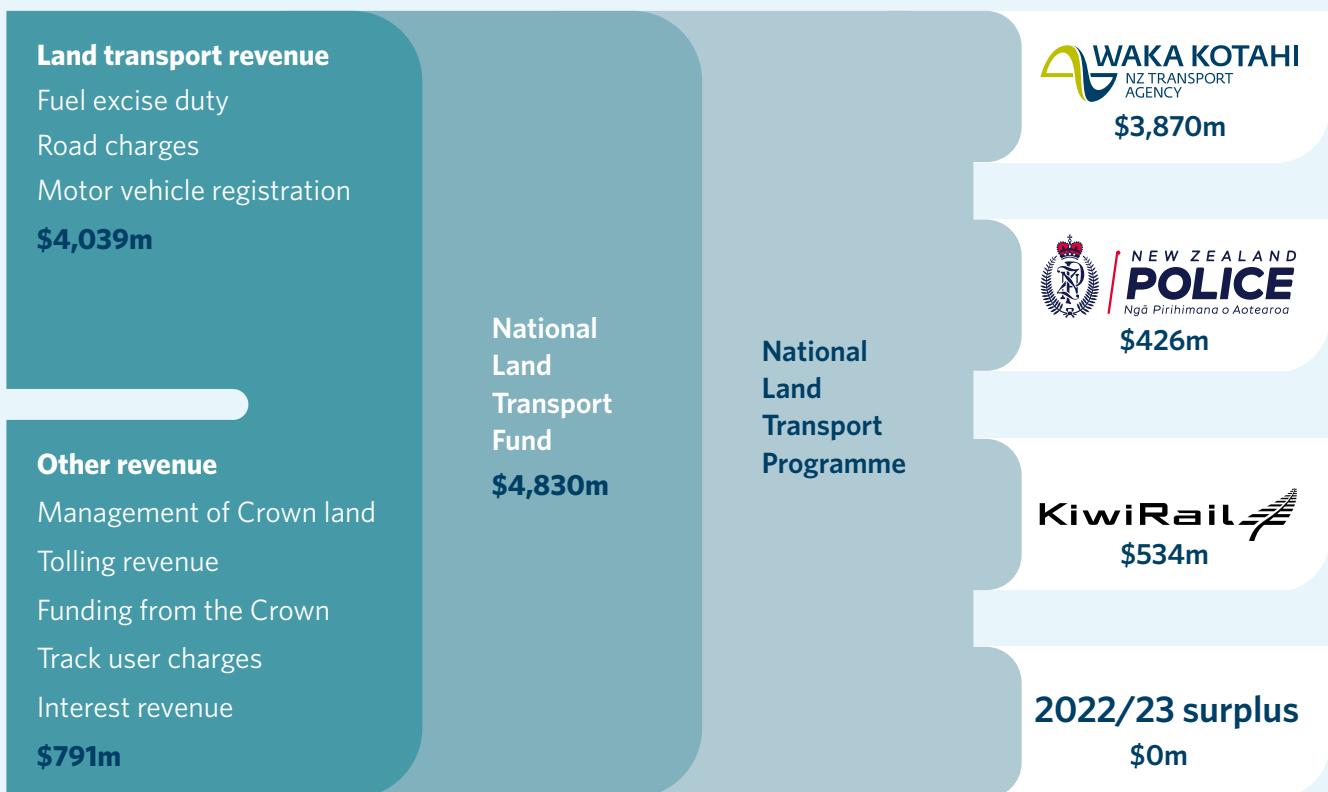 Land transport revenue
Fuel excise duty
Road charges
Motor vehicle registration
$4,039m
Other revenue
Management of Crown land
Tolling revenue
Funding from the Crown
Track user charges
Interest revenue
$791m
National
Land
Transport
Fund
$4,830m
National
Land
Transport
Programme
WAKA KOTAHI
NZ TRANSPORT
AGENCY
$3,870m
NEW ZEALAND
POLICE
Ngā Pirihimana o Aotearoa
$426m
KiwiRail
$534m
2022/23 surplus
$0m